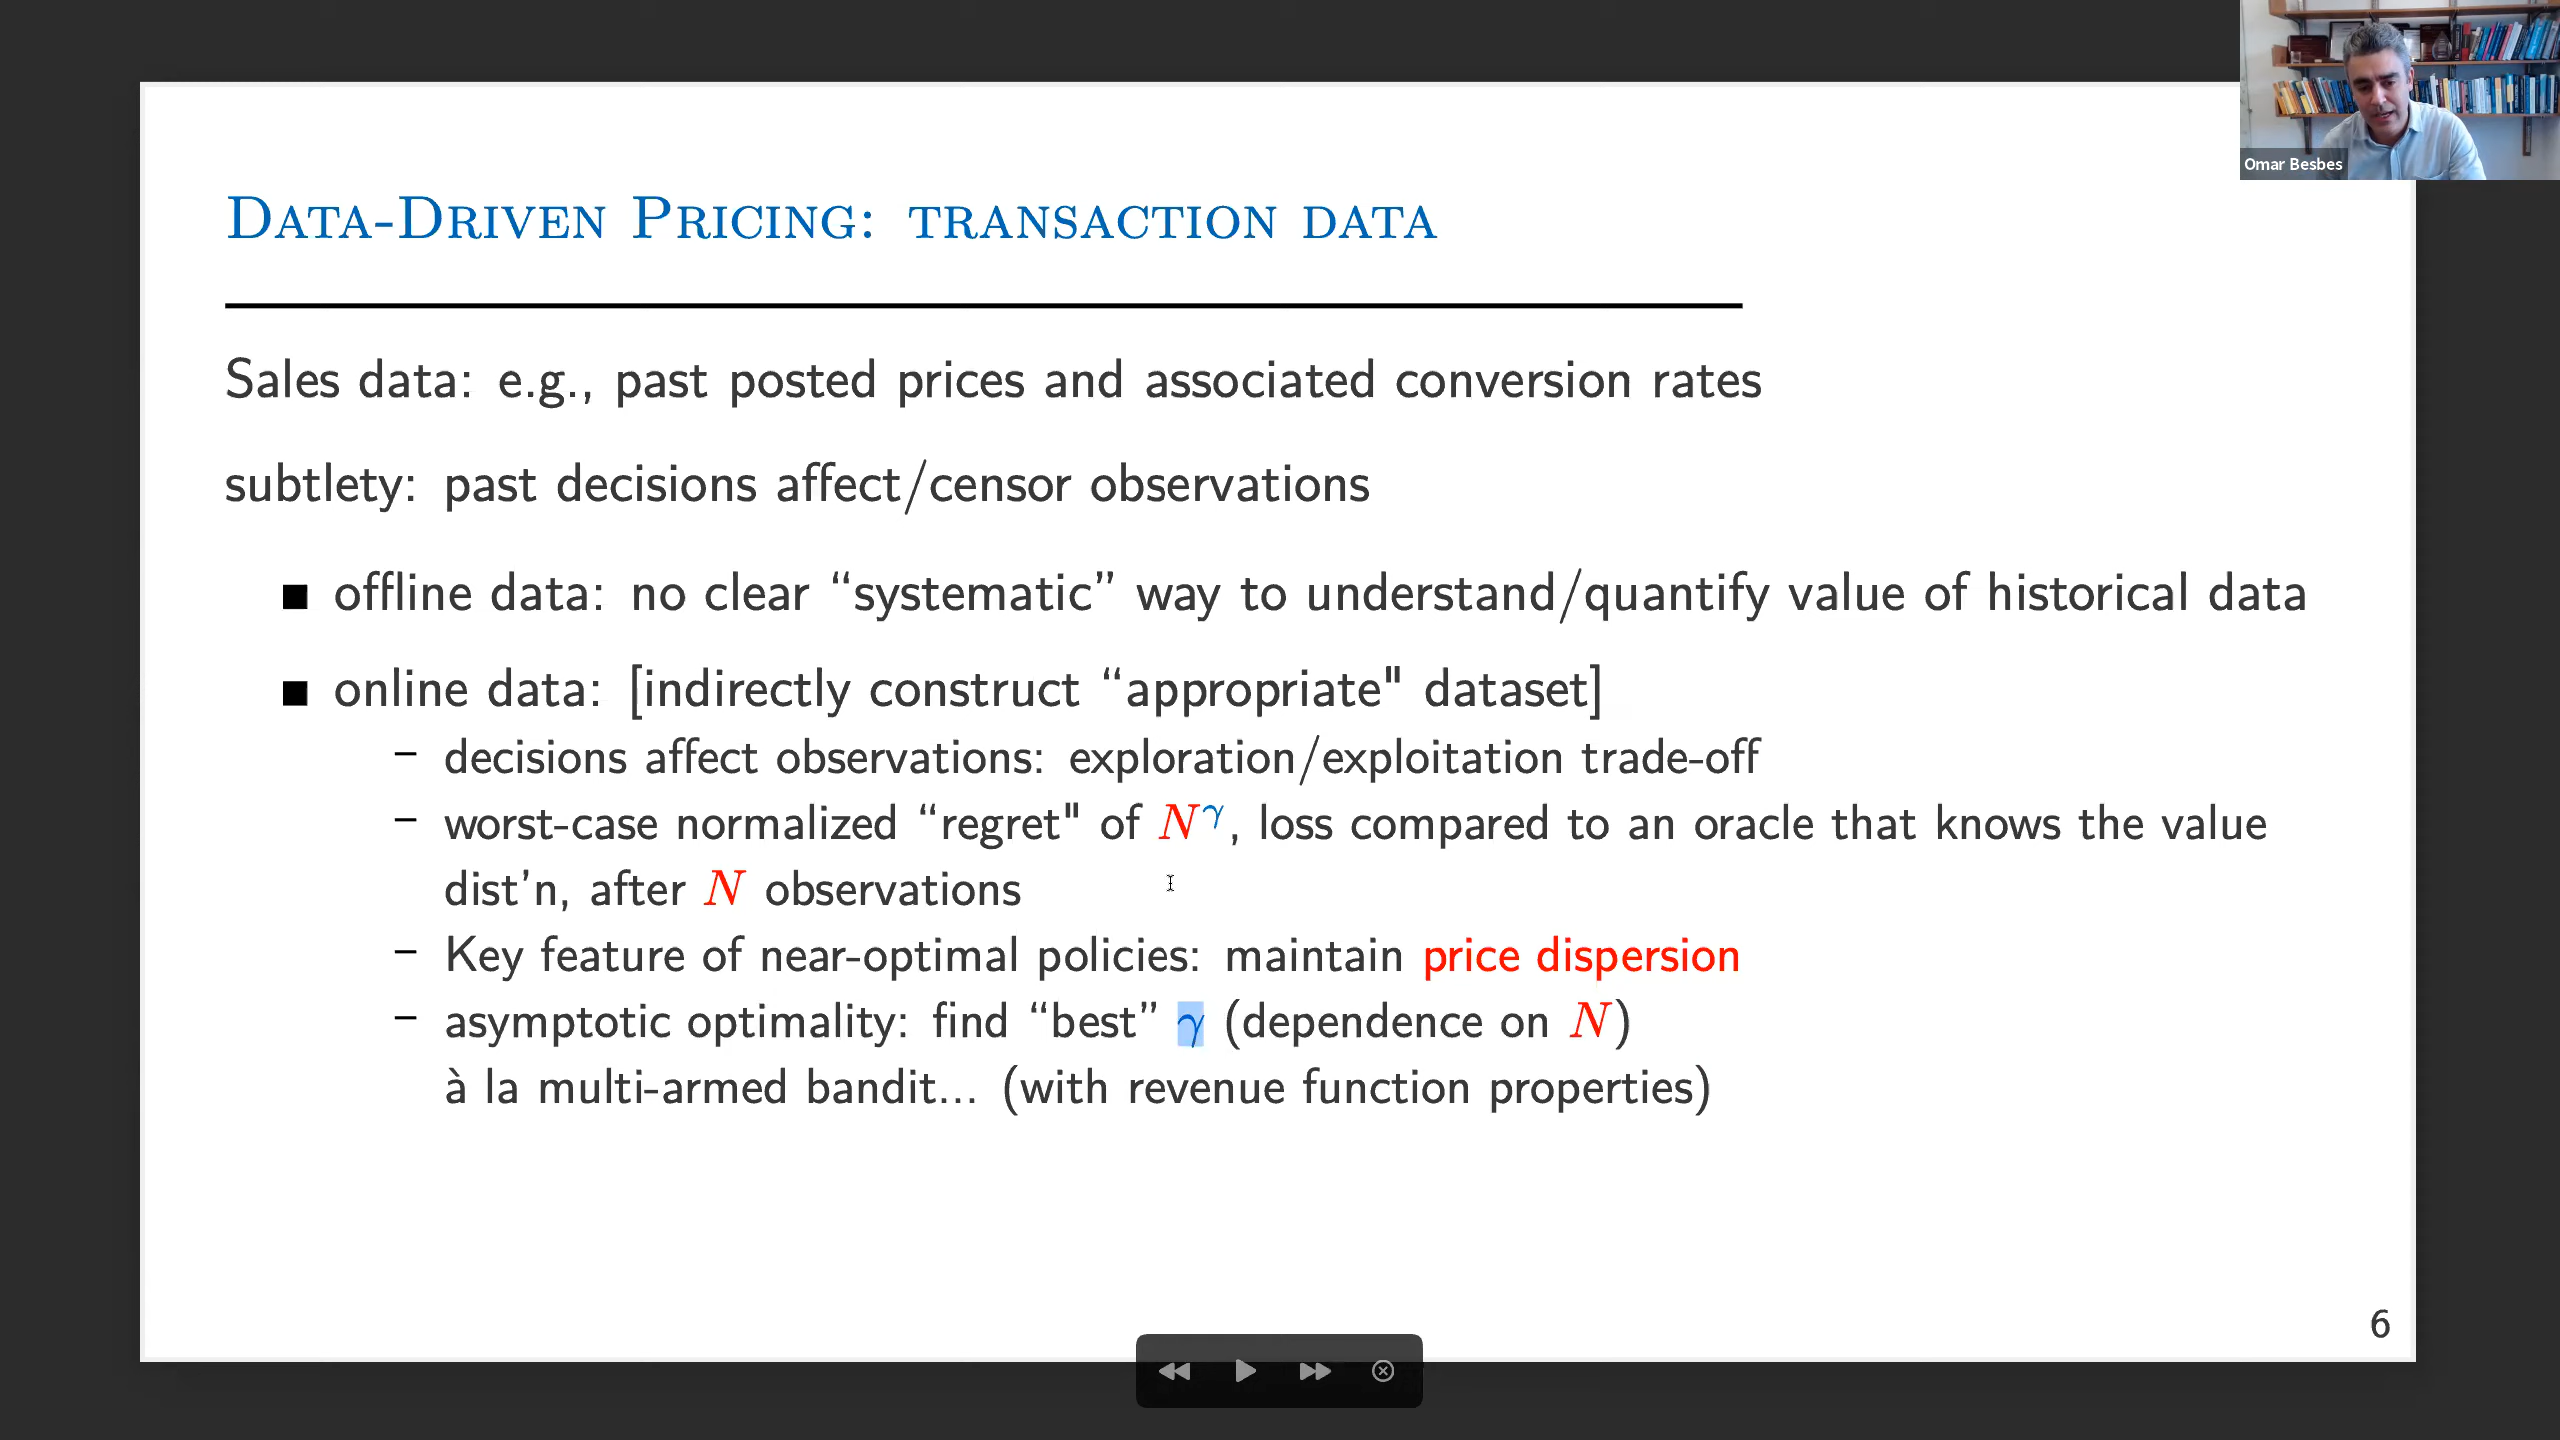 Omar Besbes
DATA-DRIVEN PRICING: TRANSACTION DATA
Sales data: e.g., past posted prices and associated conversion rates
subtlety: past decisions affect/censor observations
■ offline data: no clear “systematic” way to understand/quantify value of historical data
■ online data: [indirectly construct “appropriate" dataset]
– decisions affect observations: exploration/exploitation trade-off
– worst-case normalized “regret" of N^γ, loss compared to an oracle that knows the value
dist’n, after N observations
– Key feature of near-optimal policies: maintain price dispersion
– asymptotic optimality: find “best” γ (dependence on N)
à la multi-armed bandit... (with revenue function properties)
6